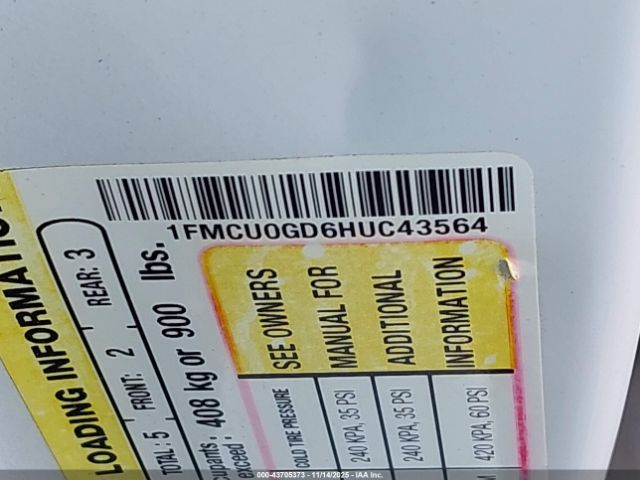 1FMCU0GD6HUC43564
LOADING INFORMATIO
TOTAL: 5 FRONT: 2 REAR: 3
cupants. 408 kg or 900 lbs.
exceed:
COLD TIRE PRESSURE
240 KPA, 35 PSI
240 KPA, 35 PSI
420 KPA, 60 PSI
SEE OWNERS
MANUAL FOR
ADDITIONAL
INFORMATION
000-43705373 - 11/14/2025 - IAA Inc.